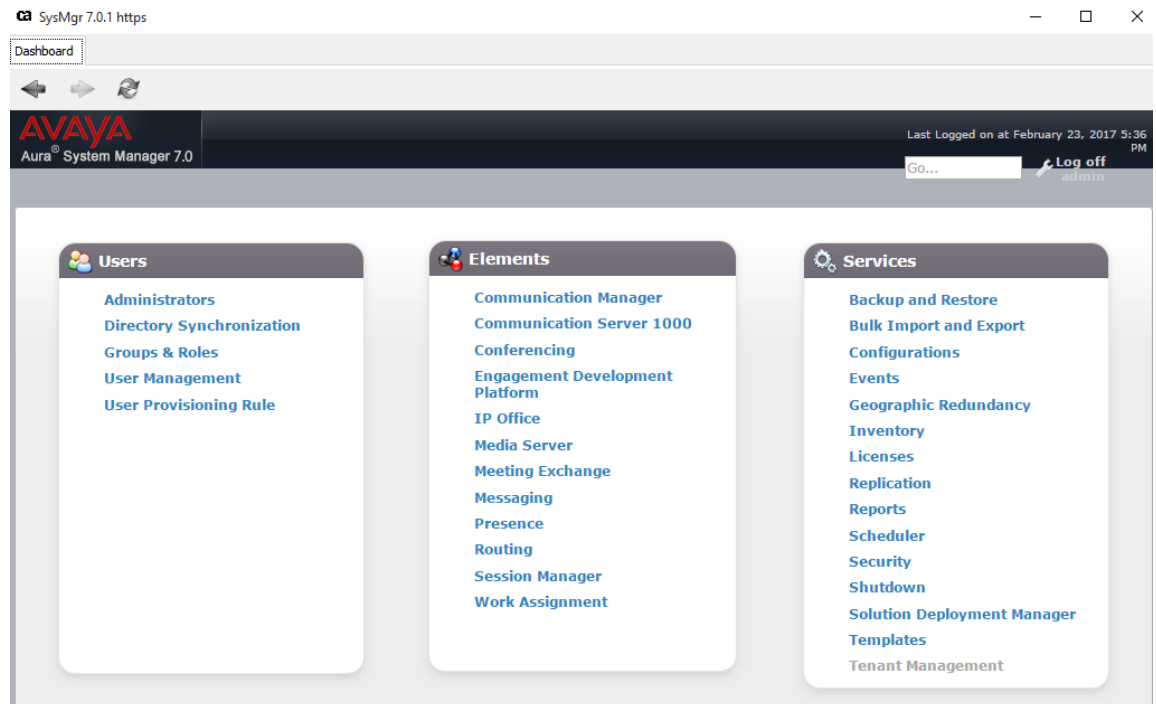 SysMgr 7.0.1 https
Dashboard
AVAYA
Aura® System Manager 7.0
Last Logged on at February 23, 2017 5:36
PM
Go...
Log off
admin
Users
Administrators
Directory Synchronization
Groups & Roles
User Management
User Provisioning Rule
Elements
Communication Manager
Communication Server 1000
Conferencing
Engagement Development
Platform
IP Office
Media Server
Meeting Exchange
Messaging
Presence
Routing
Session Manager
Work Assignment
Services
Backup and Restore
Bulk Import and Export
Configurations
Events
Geographic Redundancy
Inventory
Licenses
Replication
Reports
Scheduler
Security
Shutdown
Solution Deployment Manager
Templates
Tenant Management